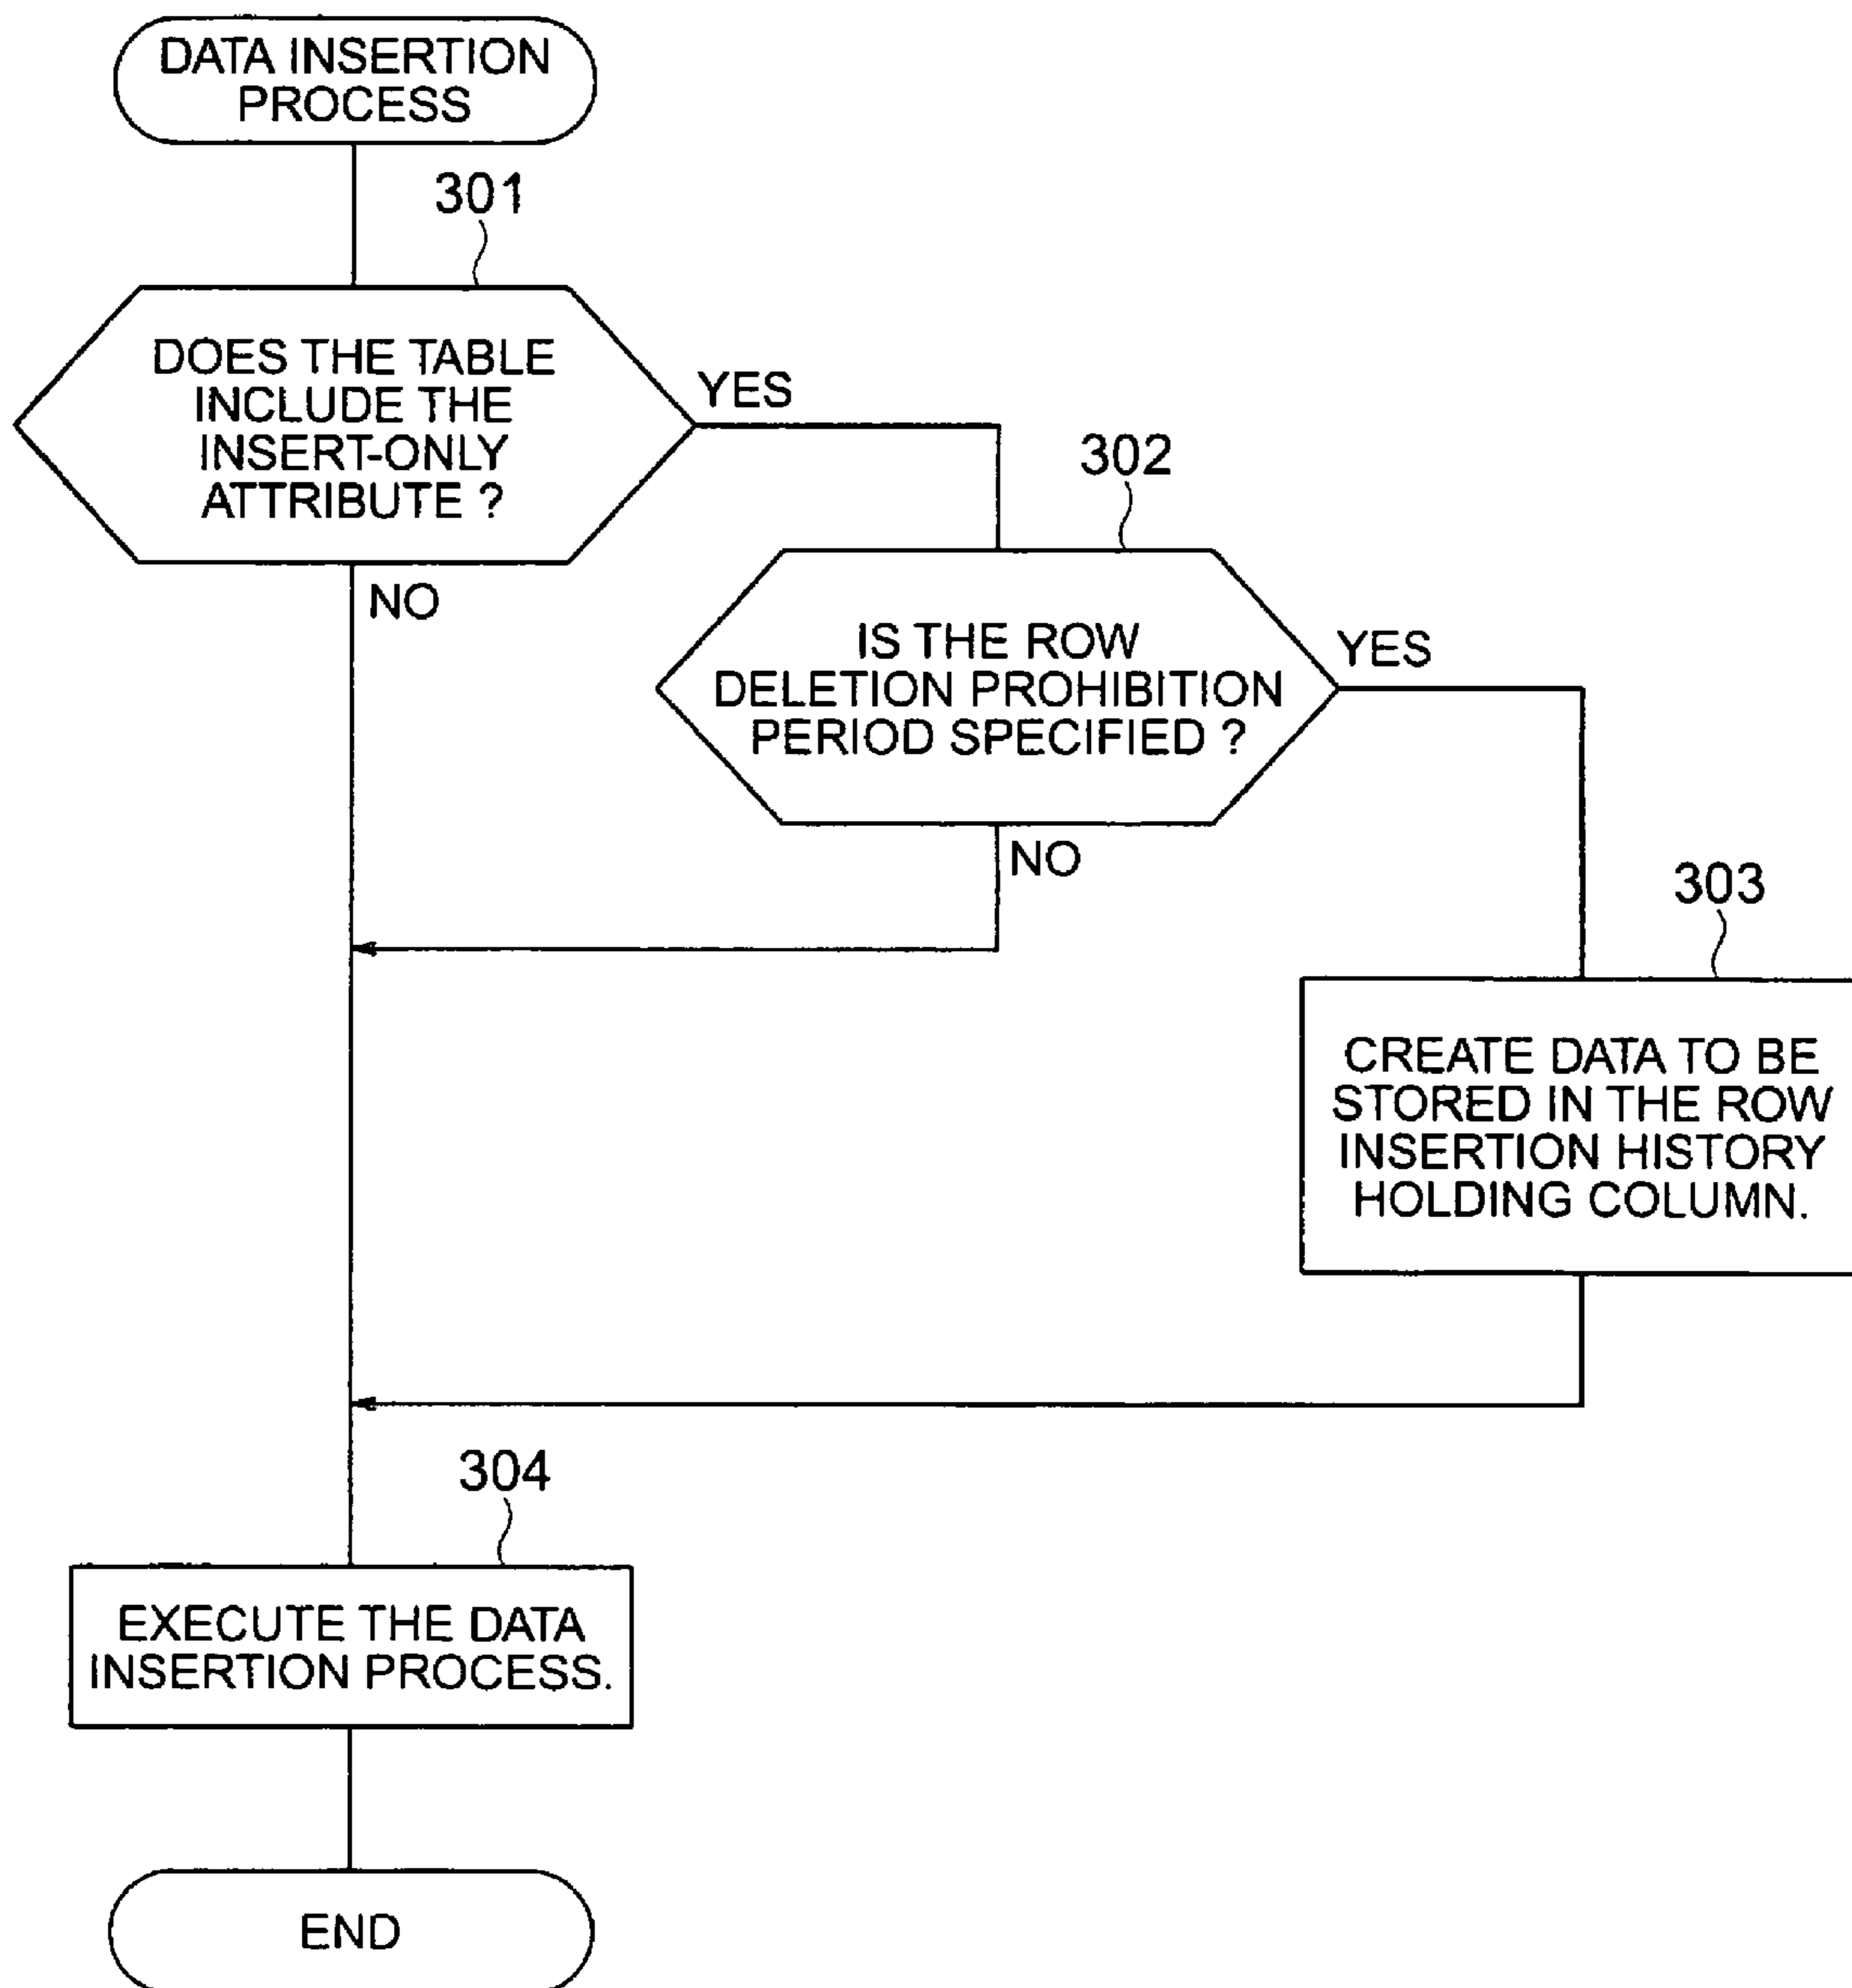 DATA INSERTION
PROCESS
301
DOES THE TABLE
INCLUDE THE
INSERT-ONLY
ATTRIBUTE ?
YES
NO
302
IS THE ROW
DELETION PROHIBITION
PERIOD SPECIFIED ?
YES
NO
303
CREATE DATA TO BE
STORED IN THE ROW
INSERTION HISTORY
HOLDING COLUMN.
304
EXECUTE THE DATA
INSERTION PROCESS.
END